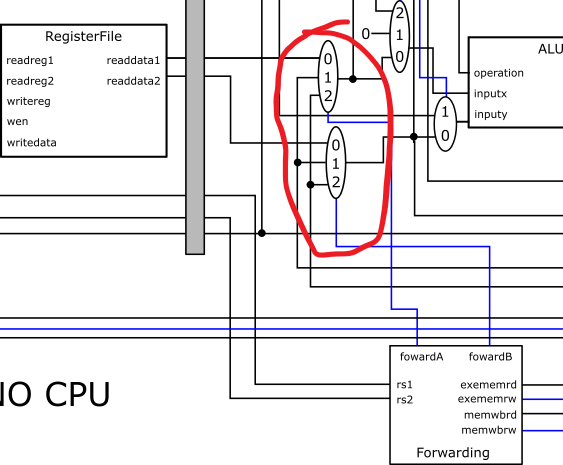 RegisterFile
readreg1
readdata1
readreg2
readdata2
writereg
wen
writedata
2
0
1
0
ALU
operation
inputx
inputy
0
1
2
1
0
0
1
2
NO CPU
fowardA
fowardB
rs1
rs2
exememrd
exememrw
memwbrd
memwbrw
Forwarding